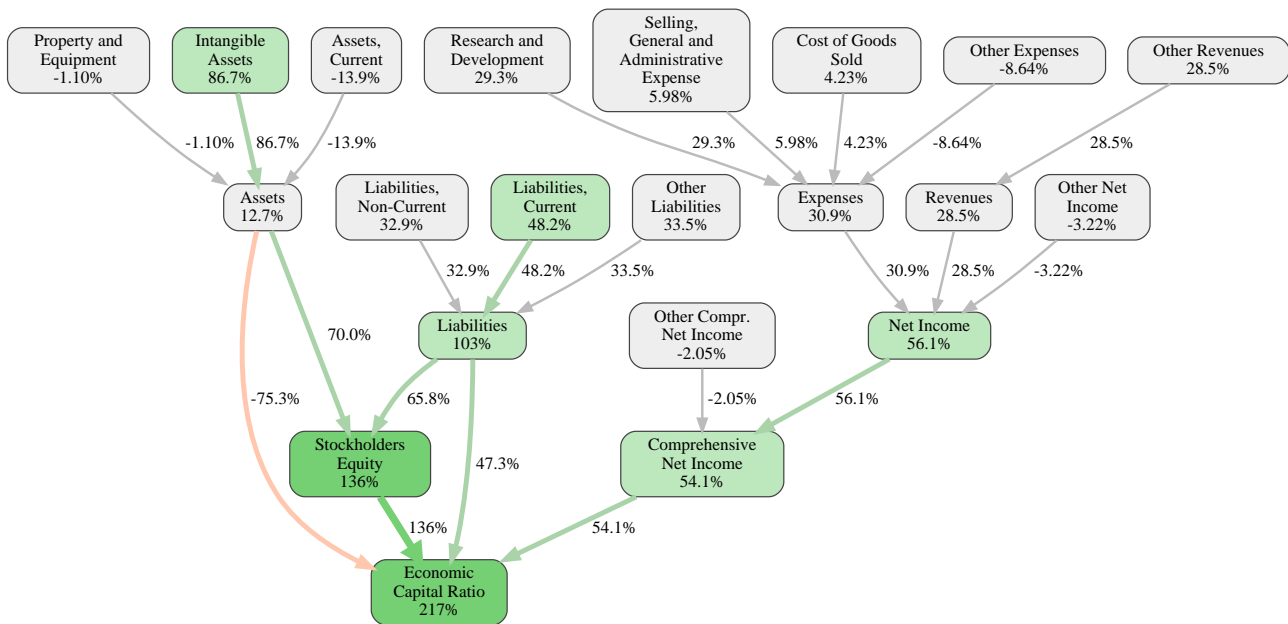 Property and
Equipment
-1.10%
Intangible
Assets
86.7%
Assets,
Current
-13.9%
Research and
Development
29.3%
Selling,
General and
Administrative
Expense
5.98%
Cost of Goods
Sold
4.23%
Other Expenses
-8.64%
Other Revenues
28.5%
-1.10%
86.7%
-13.9%
29.3%
5.98%
4.23%
-8.64%
28.5%
Assets
12.7%
Liabilities,
Non-Current
32.9%
Liabilities,
Current
48.2%
Other
Liabilities
33.5%
Expenses
30.9%
Revenues
28.5%
Other Net
Income
-3.22%
32.9%
48.2%
33.5%
30.9%
28.5%
-3.22%
70.0%
Liabilities
103%
Other Compr.
Net Income
-2.05%
Net Income
56.1%
-75.3%
65.8%
-2.05%
56.1%
Stockholders
Equity
136%
47.3%
Comprehensive
Net Income
54.1%
136%
54.1%
Economic
Capital Ratio
217%